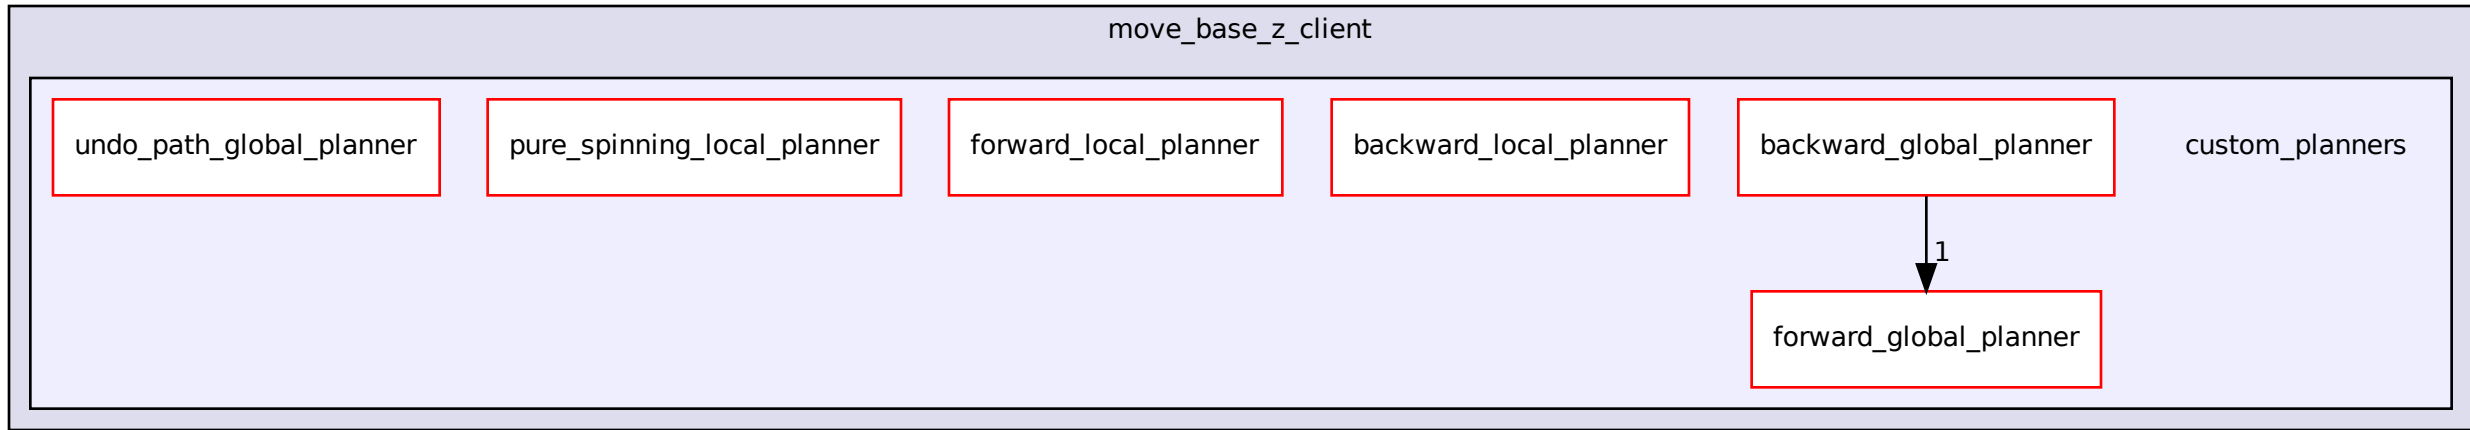 move_base_z_client
undo_path_global_planner
pure_spinning_local_planner
forward_local_planner
backward_local_planner
backward_global_planner
custom_planners
1
forward_global_planner